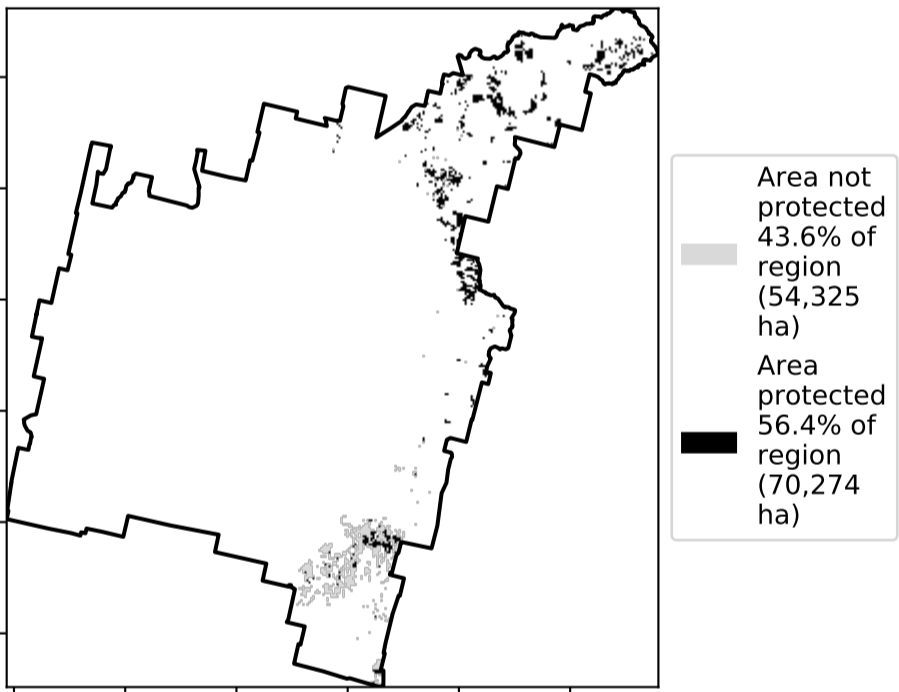 Area not
protected
43.6% of
region
(54,325
ha)
Area
protected
56.4% of
region
(70,274
ha)